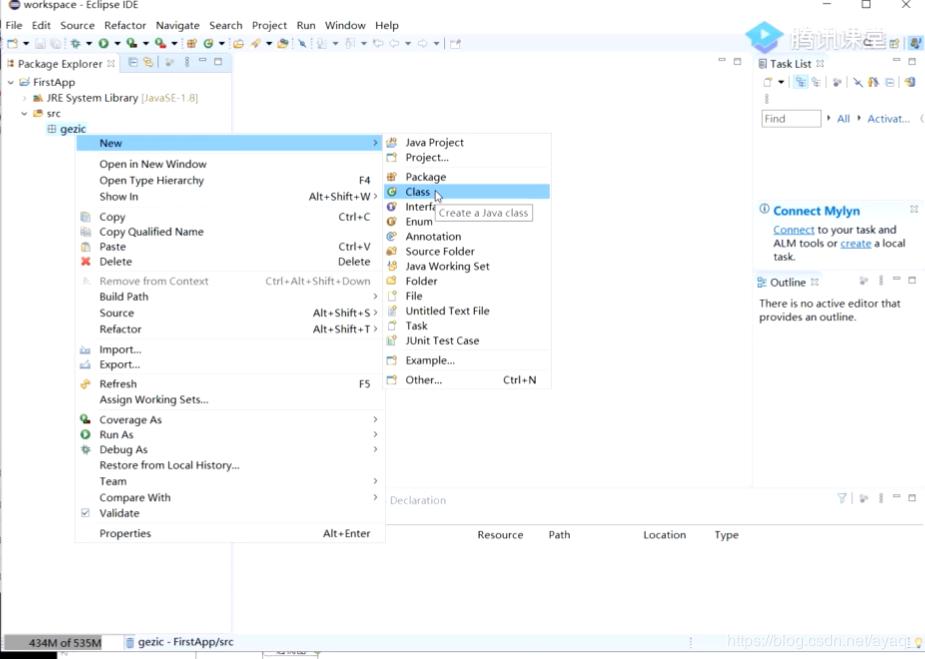 workspace - Eclipse IDE
File Edit Source Refactor Navigate Search Project Run Window Help
腾讯课堂
Package Explorer
Task List
FirstApp
JRE System Library [JavaSE-1.8]
src
gezic
Find All Activat...
New
Open in New Window
Open Type Hierarchy F4
Show In Alt+Shift+W
Copy Ctrl+C
Copy Qualified Name
Paste Ctrl+V
Delete Delete
Remove from Context Ctrl+Alt+Shift+Down
Build Path
Source Alt+Shift+S
Refactor Alt+Shift+T
Import...
Export...
Refresh F5
Assign Working Sets...
Coverage As
Run As
Debug As
Restore from Local History...
Team
Compare With
Validate
Properties Alt+Enter
Java Project
Project...
Package
Class
Interfa
Create a Java class
Enum
Annotation
Source Folder
Java Working Set
Folder
File
Untitled Text File
Task
JUnit Test Case
Example...
Other... Ctrl+N
Connect Mylyn
Connect to your task and
ALM tools or create a local
task.
Outline
There is no active editor that
provides an outline.
Declaration
Resource Path Location Type
434M of 535M
gezic - FirstApp/src
https://blog.csdn.net/ayaqi